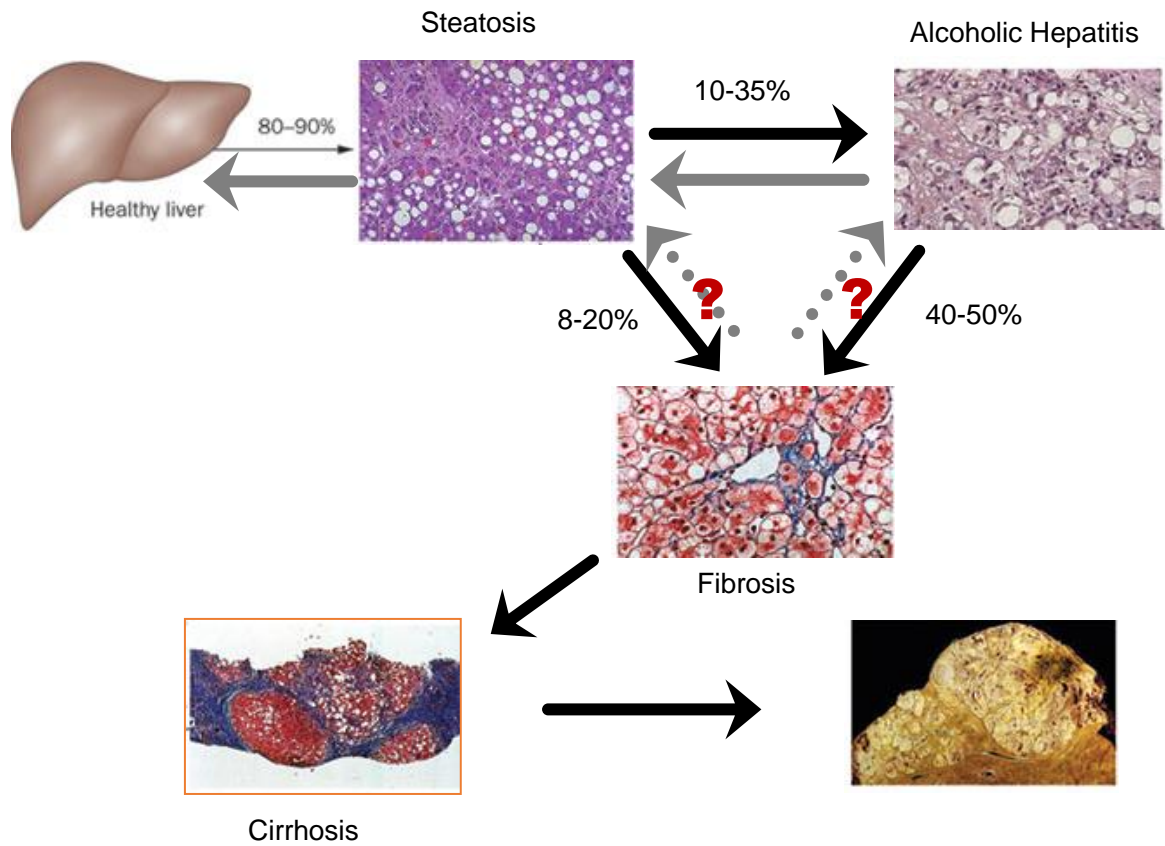 Steatosis
Alcoholic Hepatitis
80–90%
10-35%
Healthy liver
?
?
8-20%
40-50%
Fibrosis
Cirrhosis